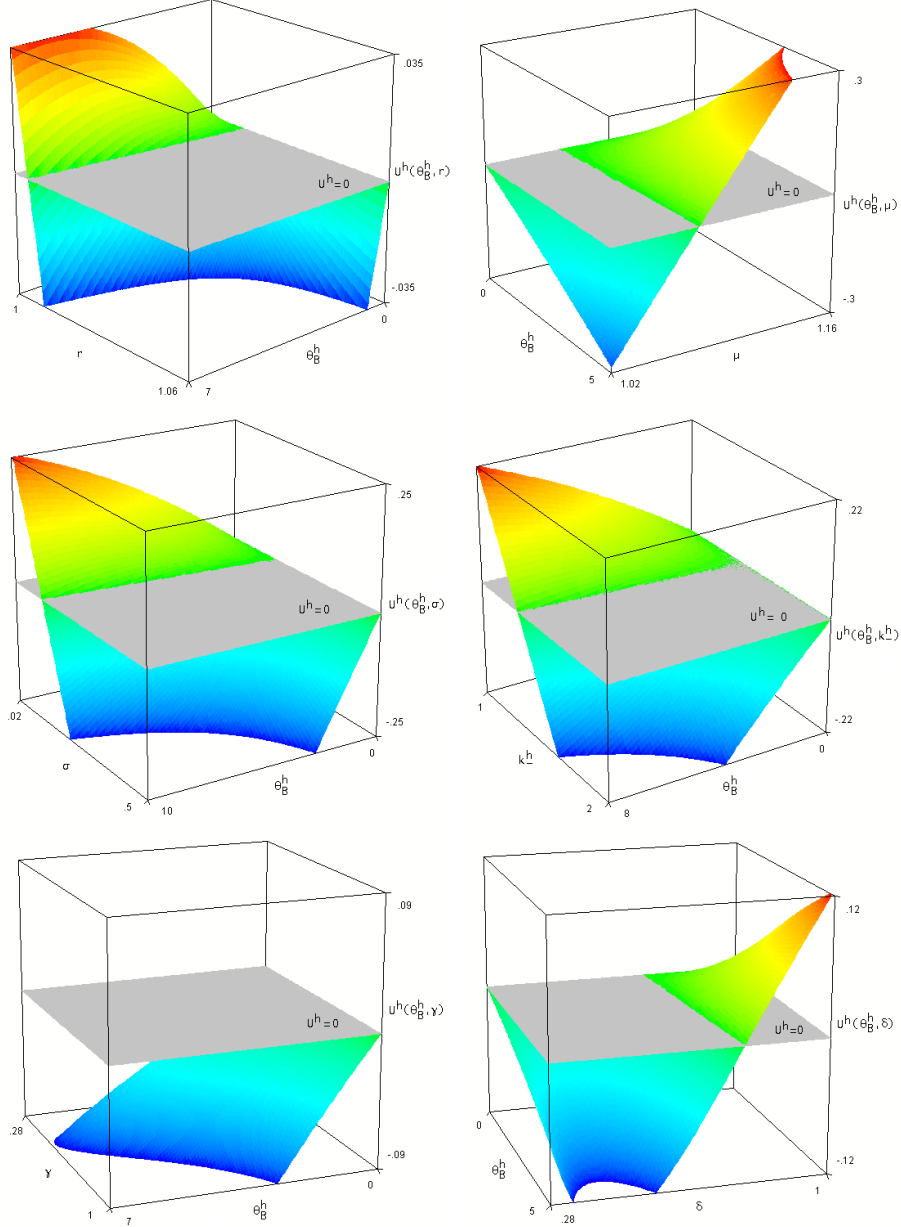 .035
.3
U^h(θ_B^h,r)
U^h=0
U^h=0
U^h(θ_B^h,μ)
1
-.035
0
0
-.3
1.16
r
θ_B^h
θ_B^h
μ
1.06
7
5
1.02
.25
.22
U^h(θ_B^h,σ)
U^h=0
U^h = 0
U^h(θ_B^h,k_-^h)
.02
-.25
0
1
-.22
0
σ
θ_B^h
k_-^h
θ_B^h
.5
10
2
8
.09
.12
U^h(θ_B^h,γ)
U^h=0
U^h=0
U^h(θ_B^h,δ)
.28
-.09
0
0
-.12
1
γ
θ_B^h
θ_B^h
δ
1
7
5
.28